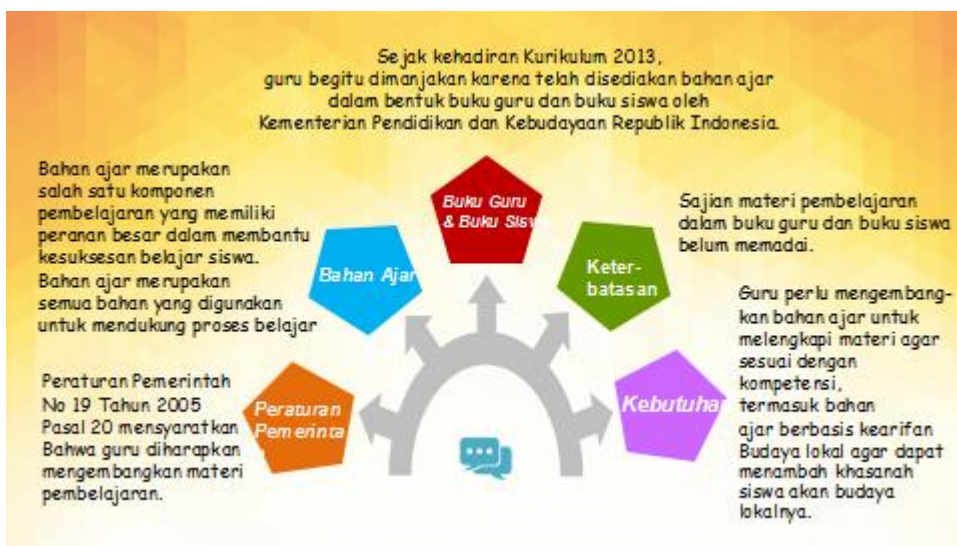 Sejak kehadiran Kurikulum 2013,
guru begitu dimanjakan karena telah disediakan bahan ajar
dalam bentuk buku guru dan buku siswa oleh
Kementerian Pendidikan dan Kebudayaan Republik Indonesia.
Bahan ajar merupakan
salah satu komponen
pembelajaran yang memiliki
peranan besar dalam membantu
kesuksesan belajar siswa.
Bahan ajar merupakan
semua bahan yang digunakan
untuk mendukung proses belajar
Bahan Ajar
Buku Guru
& Buku Sisw
Keter-
batasan
Sajian materi pembelajaran
dalam buku guru dan buku siswa
belum memadai.
Peraturan Pemerintah
No 19 Tahun 2005
Pasal 20 mensyaratkan
Bahwa guru diharapkan
mengembangkan materi
pembelajaran.
Peraturan
Pemerinta
Kebutuhan
Guru perlu mengembang-
kan bahan ajar untuk
melengkapi materi agar
sesuai dengan
kompetensi,
termasuk bahan
ajar berbasis kearifan
Budaya lokal agar dapat
menambah khasanah
siswa akan budaya
lokalnya.